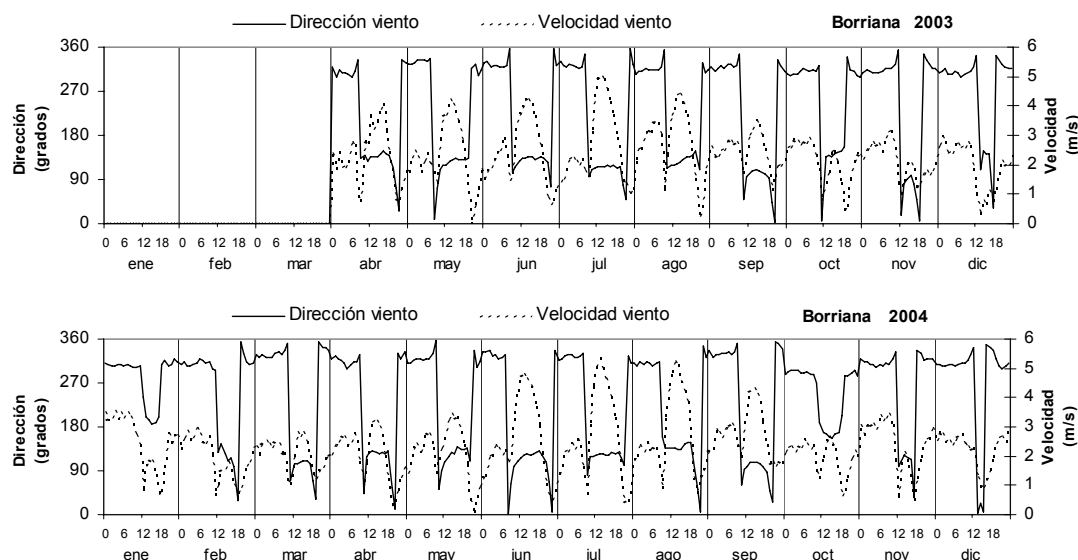 Dirección viento Velocidad viento Borriana 2003
360 6
5
270
4
180 3
2
90
1
0 0
Dirección
(grados)
Velocidad
m/s)
0 6 12 18 0 6 12 18 0 6 12 18 0 6 12 18 0 6 12 18 0 6 12 18 0 6 12 18 0 6 12 18 0 6 12 18 0 6 12 18 0 6 12 18 0 6 12 18
ene feb mar abr may jun jul ago sep oct nov dic
Dirección viento Velocidad viento Borriana 2004
360 6
5
270
4
180 3
2
90
1
0 0
Dirección
(grados)
Velocidad
(m/s)
0 6 12 18 0 6 12 18 0 6 12 18 0 6 12 18 0 6 12 18 0 6 12 18 0 6 12 18 0 6 12 18 0 6 12 18 0 6 12 18 0 6 12 18 0 6 12 18
ene feb mar abr may jun jul ago sep oct nov dic